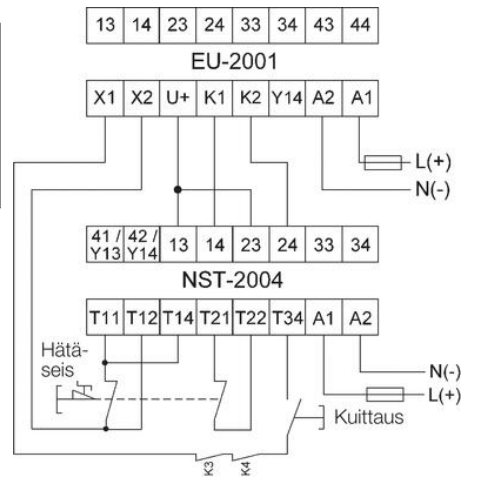 13 14 23 24 33 34 43 44
EU-2001
X1 X2 U+ K1 K2 Y14 A2 A1
L(+)
N(-)
41 / 42 /
Y13 Y14 13 14 23 24 33 34
NST-2004
T11 T12 T14 T21 T22 T34 A1 A2
Hätä-
seis
N(-)
L(+)
Kuittaus
K3 K4